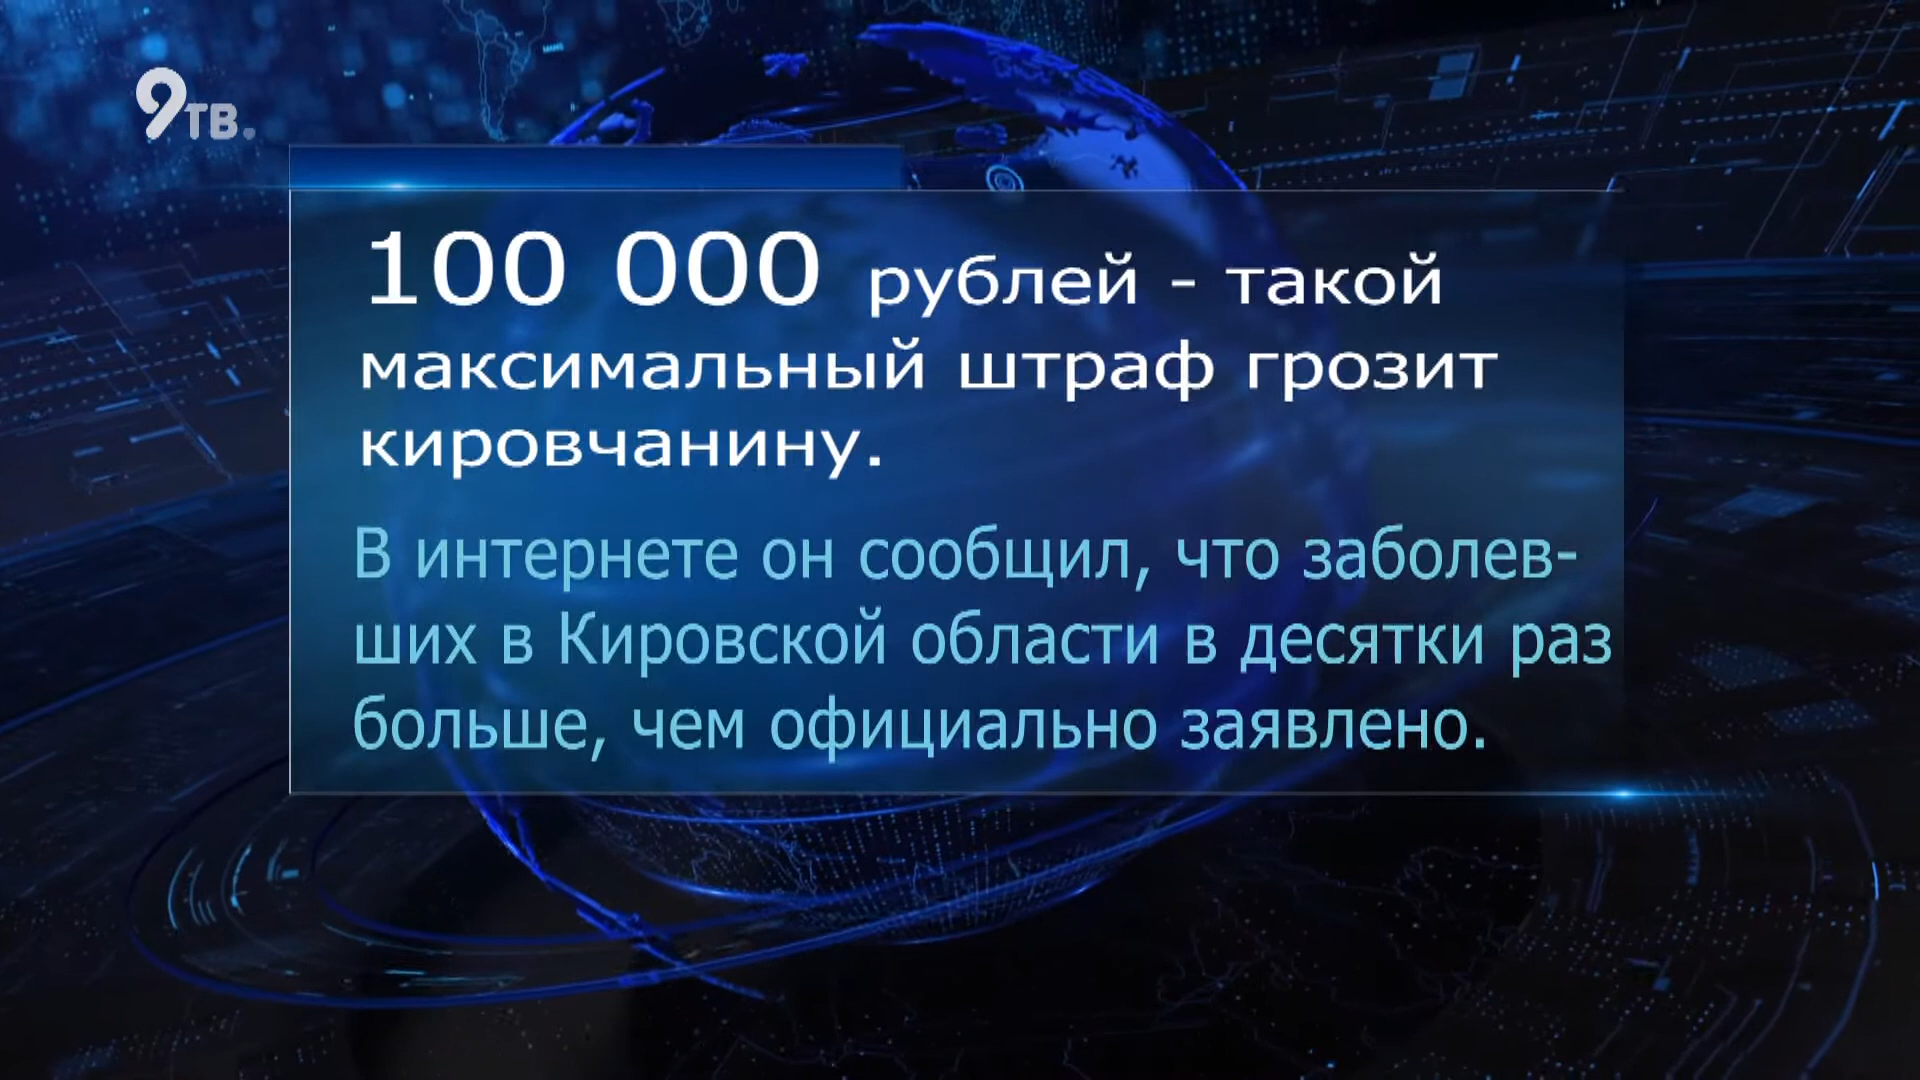 9ТВ.
100 000 рублей - такой
максимальный штраф грозит
кировчанину.
В интернете он сообщил, что заболев-
ших в Кировской области в десятки раз
больше, чем официально заявлено.